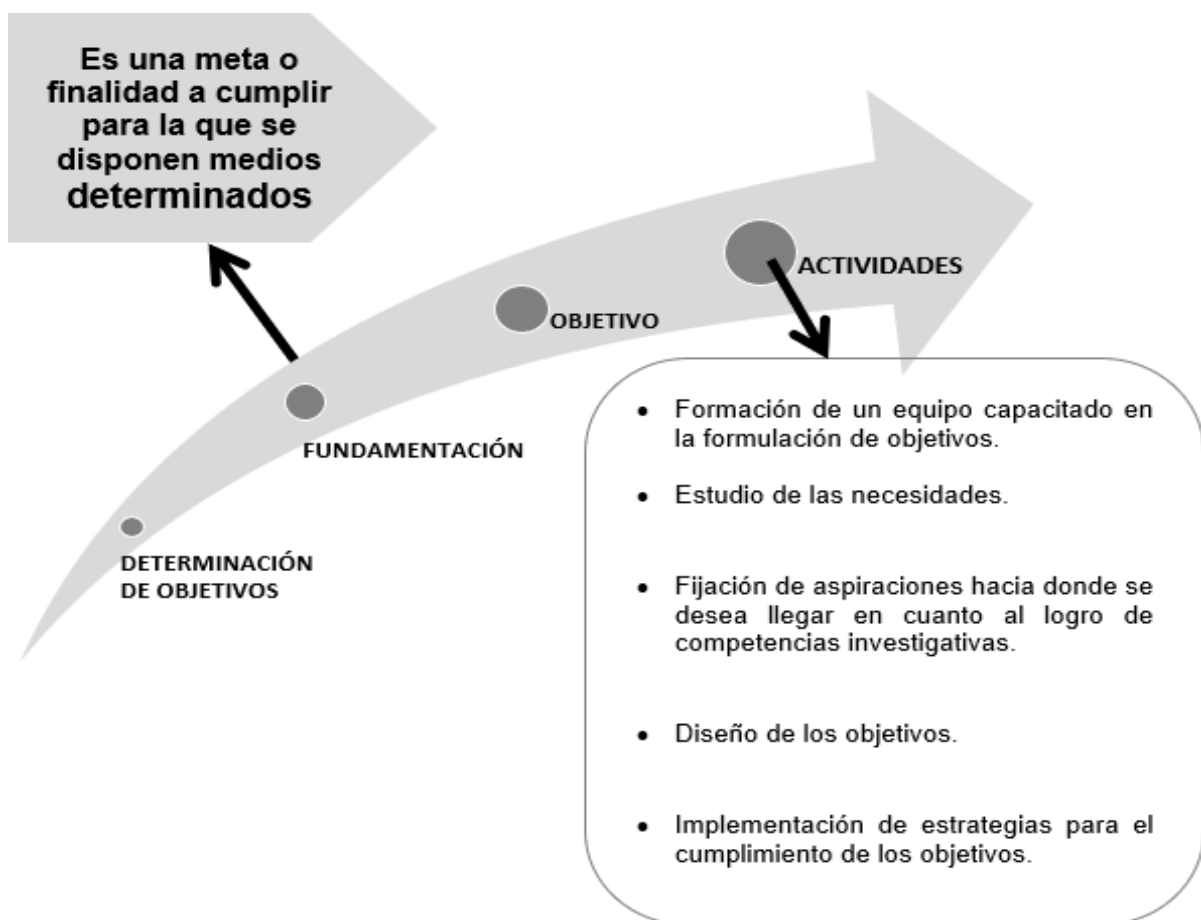 Es una meta o
finalidad a cumplir
para la que se
disponen medios
determinados
ACTIVIDADES
OBJETIVO
FUNDAMENTACIÓN
DETERMINACIÓN
DE OBJETIVOS
• Formación de un equipo capacitado en
la formulación de objetivos.
• Estudio de las necesidades.
• Fijación de aspiraciones hacia donde se
desea llegar en cuanto al logro de
competencias investigativas.
• Diseño de los objetivos.
• Implementación de estrategias para el
cumplimiento de los objetivos.